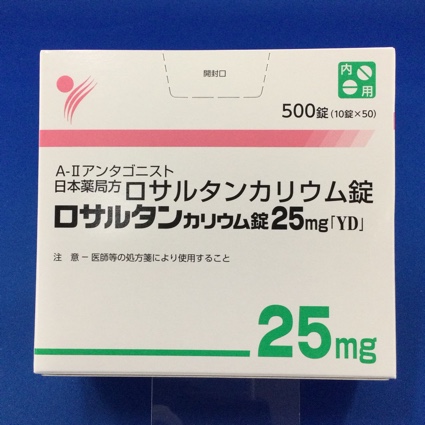 開封口
内用
500錠(10錠×50)
A-Ⅱアンタゴニスト
日本薬局方 ロサルタンカリウム錠
ロサルタンカリウム錠25mg「YD」
注 意 - 医師等の処方箋により使用すること
25mg